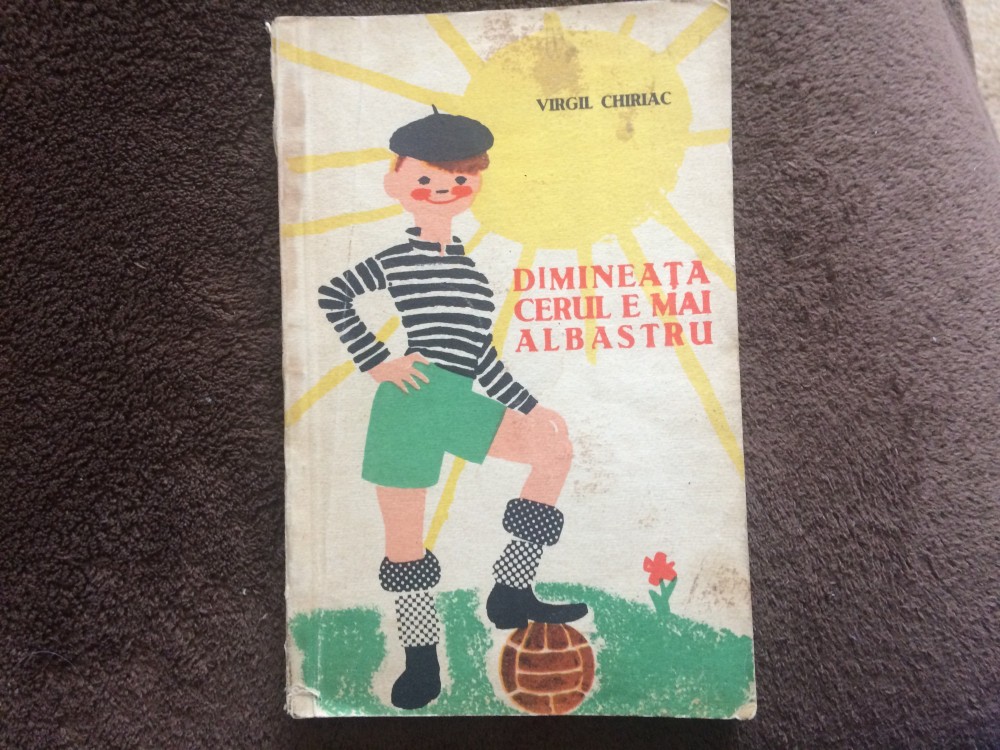 VIRGIL CHIRIAC
DIMINEAȚA
CERUL E MAI
ALBASTRU